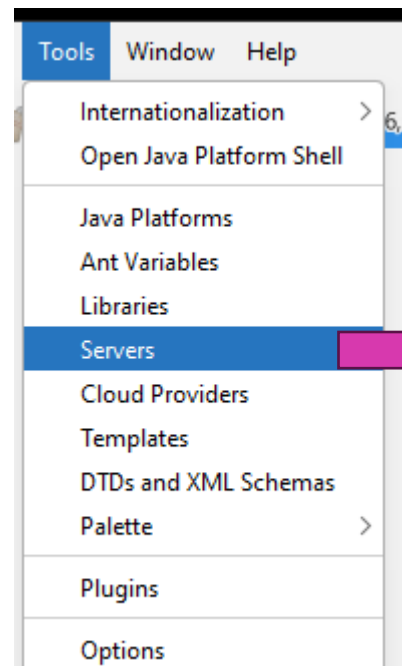 Tools Window Help
Internationalization
6,
Open Java Platform Shell
Java Platforms
Ant Variables
Libraries
Servers
Cloud Providers
Templates
DTDs and XML Schemas
Palette
Plugins
Options